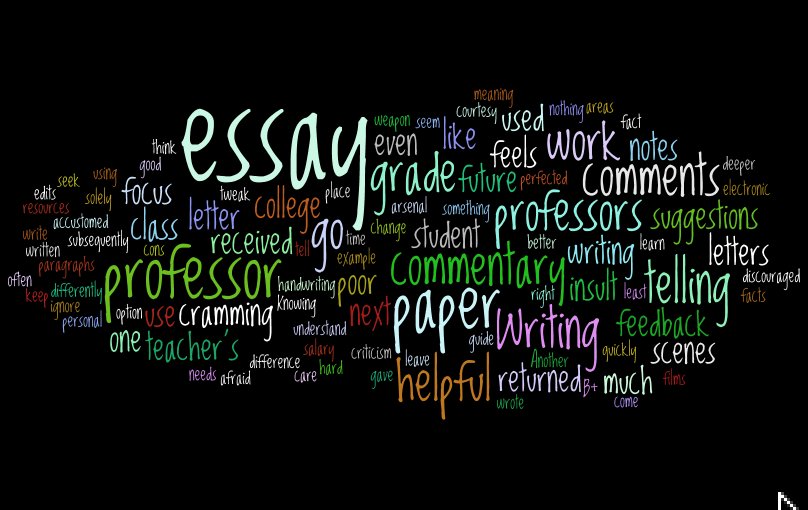 meaning
essay weapon seem courtesy used nothing areas
think even like feels work fact notes
good grade future perfected comments deeper
seek using focus tweak place electronic
edits solely college arsenal something professors suggestions
resources accustomed letter go change student better
write class received tell time writing learn letters
written subsequently cons example commentary
paragraphs professor handwriting poor right insult least telling discouraged
often keep differently knowing next paper facts
ignore option use cramming Writing feedback
personal understand guide
one teacher's salary criticism leave Another quickly scenes
difference hard helpful returned much films
needs afraid care gave B+ come
wrote